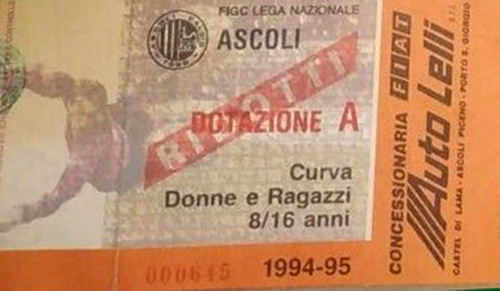 FIGC LEGA NAZIONALE
ASCOLI
RIDOTTI
DOTAZIONE A
Curva
Donne e Ragazzi
8/16 anni
000645
1994-95
CONCESSIONARIA FIAT
Auto Lelli s.r.l.
CASTEL DI LAMA - ASCOLI PICENO - PORTO S. GIORGIO